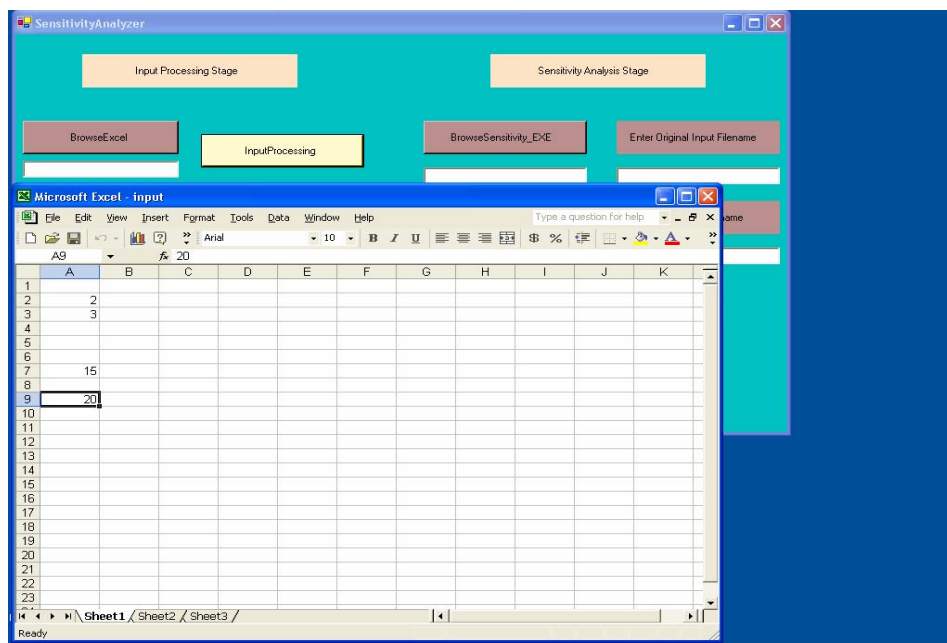 SensitivityAnalyzer
Input Processing Stage
Sensitivity Analysis Stage
BrowseExcel
InputProcessing
BrowseSensitivity_EXE
Enter Original Input Filename
ame
Microsoft Excel - input
File Edit View Insert Format Tools Data Window Help
Type a question for help
Arial 10 B I U $ % A
A9 fx 20
A B C D E F G H I J K
1
2 2
3 3
4
5
6
7 15
8
9 20
10
11
12
13
14
15
16
17
18
19
20
21
22
23
Sheet1 / Sheet2 / Sheet3 /
Ready